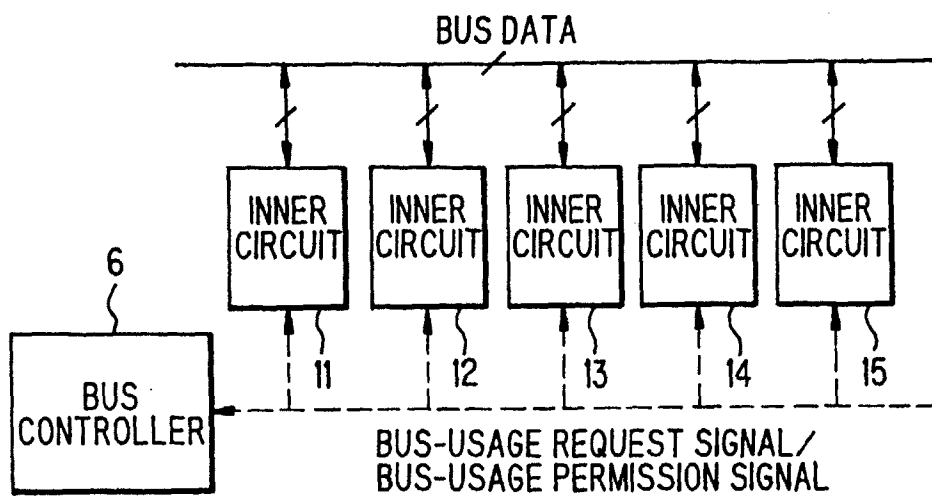 BUS DATA
INNER CIRCUIT
INNER CIRCUIT
INNER CIRCUIT
INNER CIRCUIT
INNER CIRCUIT
6
11
12
13
14
15
BUS
CONTROLLER
BUS-USAGE REQUEST SIGNAL/
BUS-USAGE PERMISSION SIGNAL